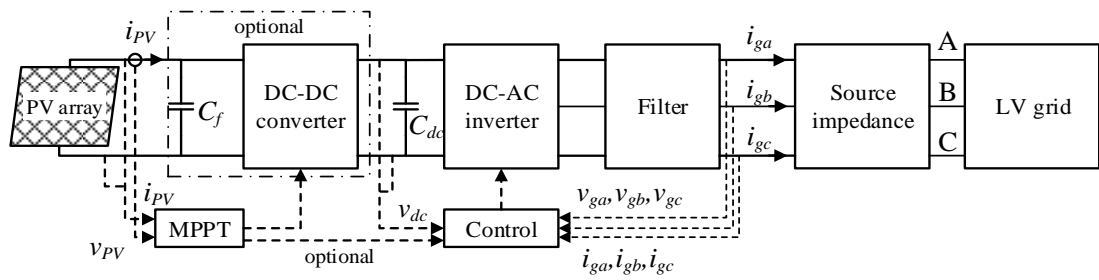 i_PV
optional
i_ga
A
PV array
C_f
DC-DC
converter
C_dc
DC-AC
inverter
Filter
i_gb
Source
impedance
B
LV grid
i_gc
C
i_PV
v_PV
MPPT
v_dc
optional
Control
v_ga,v_gb,v_gc
i_ga,i_gb,i_gc